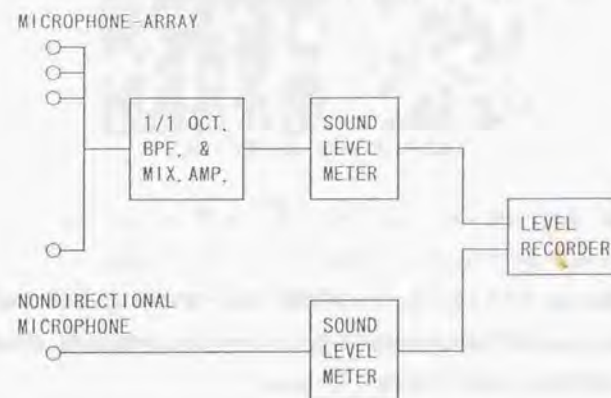 MICROPHONE-ARRAY
1/1 OCT.
BPF. &
MIX. AMP.
SOUND
LEVEL
METER
LEVEL
RECORDER
NONDIRECTIONAL
MICROPHONE
SOUND
LEVEL
METER